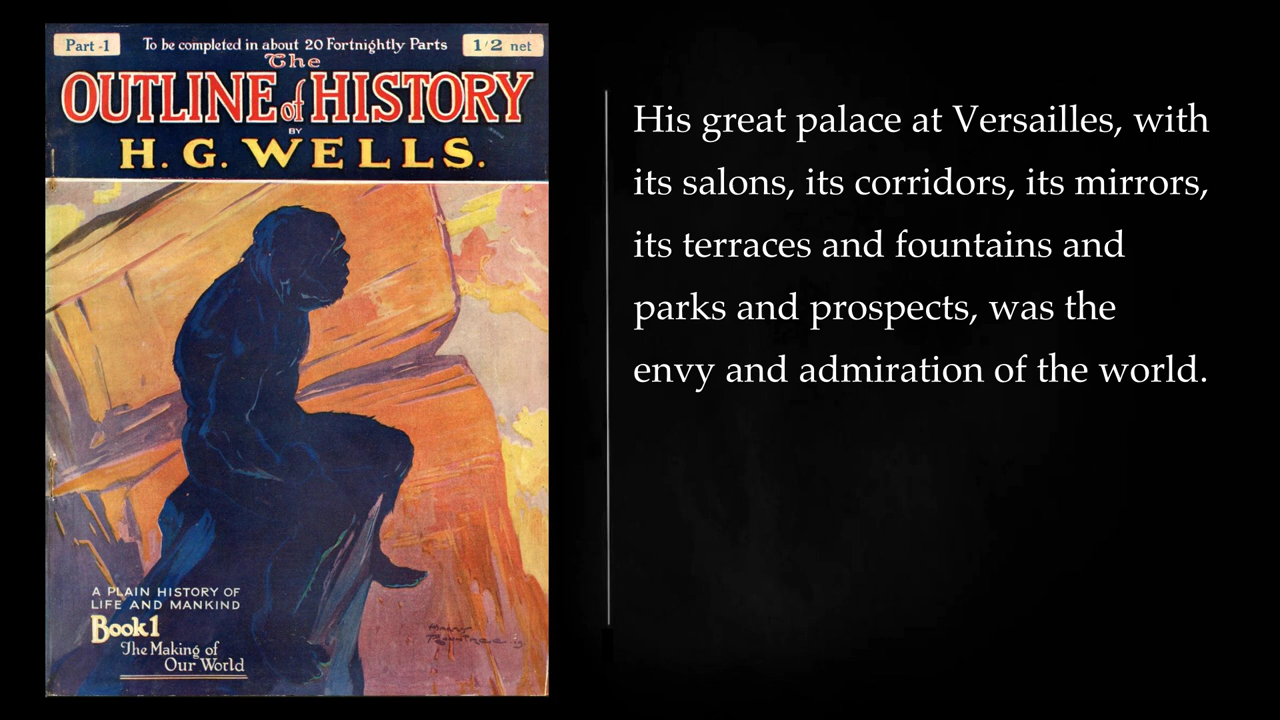 Part -1
To be completed in about 20 Fortnightly Parts
1/2 net
The
OUTLINE of HISTORY
BY
H. G. WELLS.
A PLAIN HISTORY OF
LIFE AND MANKIND
Book 1
The Making of
Our World
His great palace at Versailles, with
its salons, its corridors, its mirrors,
its terraces and fountains and
parks and prospects, was the
envy and admiration of the world.